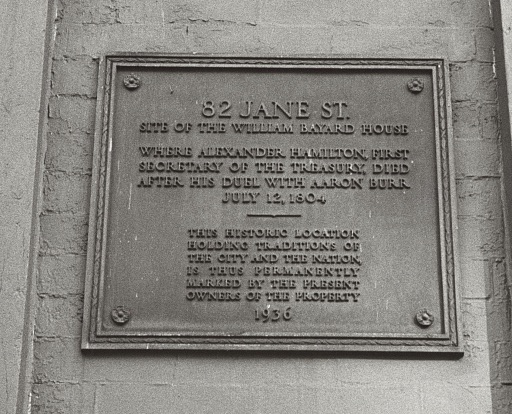 82 JANE ST.
SITE OF THE WILLIAM BAYARD HOUSE
WHERE ALEXANDER HAMILTON, FIRST
SECRETARY OF THE TREASURY, DIED
AFTER HIS DUEL WITH AARON BURR
JULY 12, 1804
THIS HISTORIC LOCATION
HOLDING TRADITIONS OF
THE CITY AND THE NATION,
IS THUS PERMANENTLY
MARKED BY THE PRESENT
OWNERS OF THE PROPERTY
1936